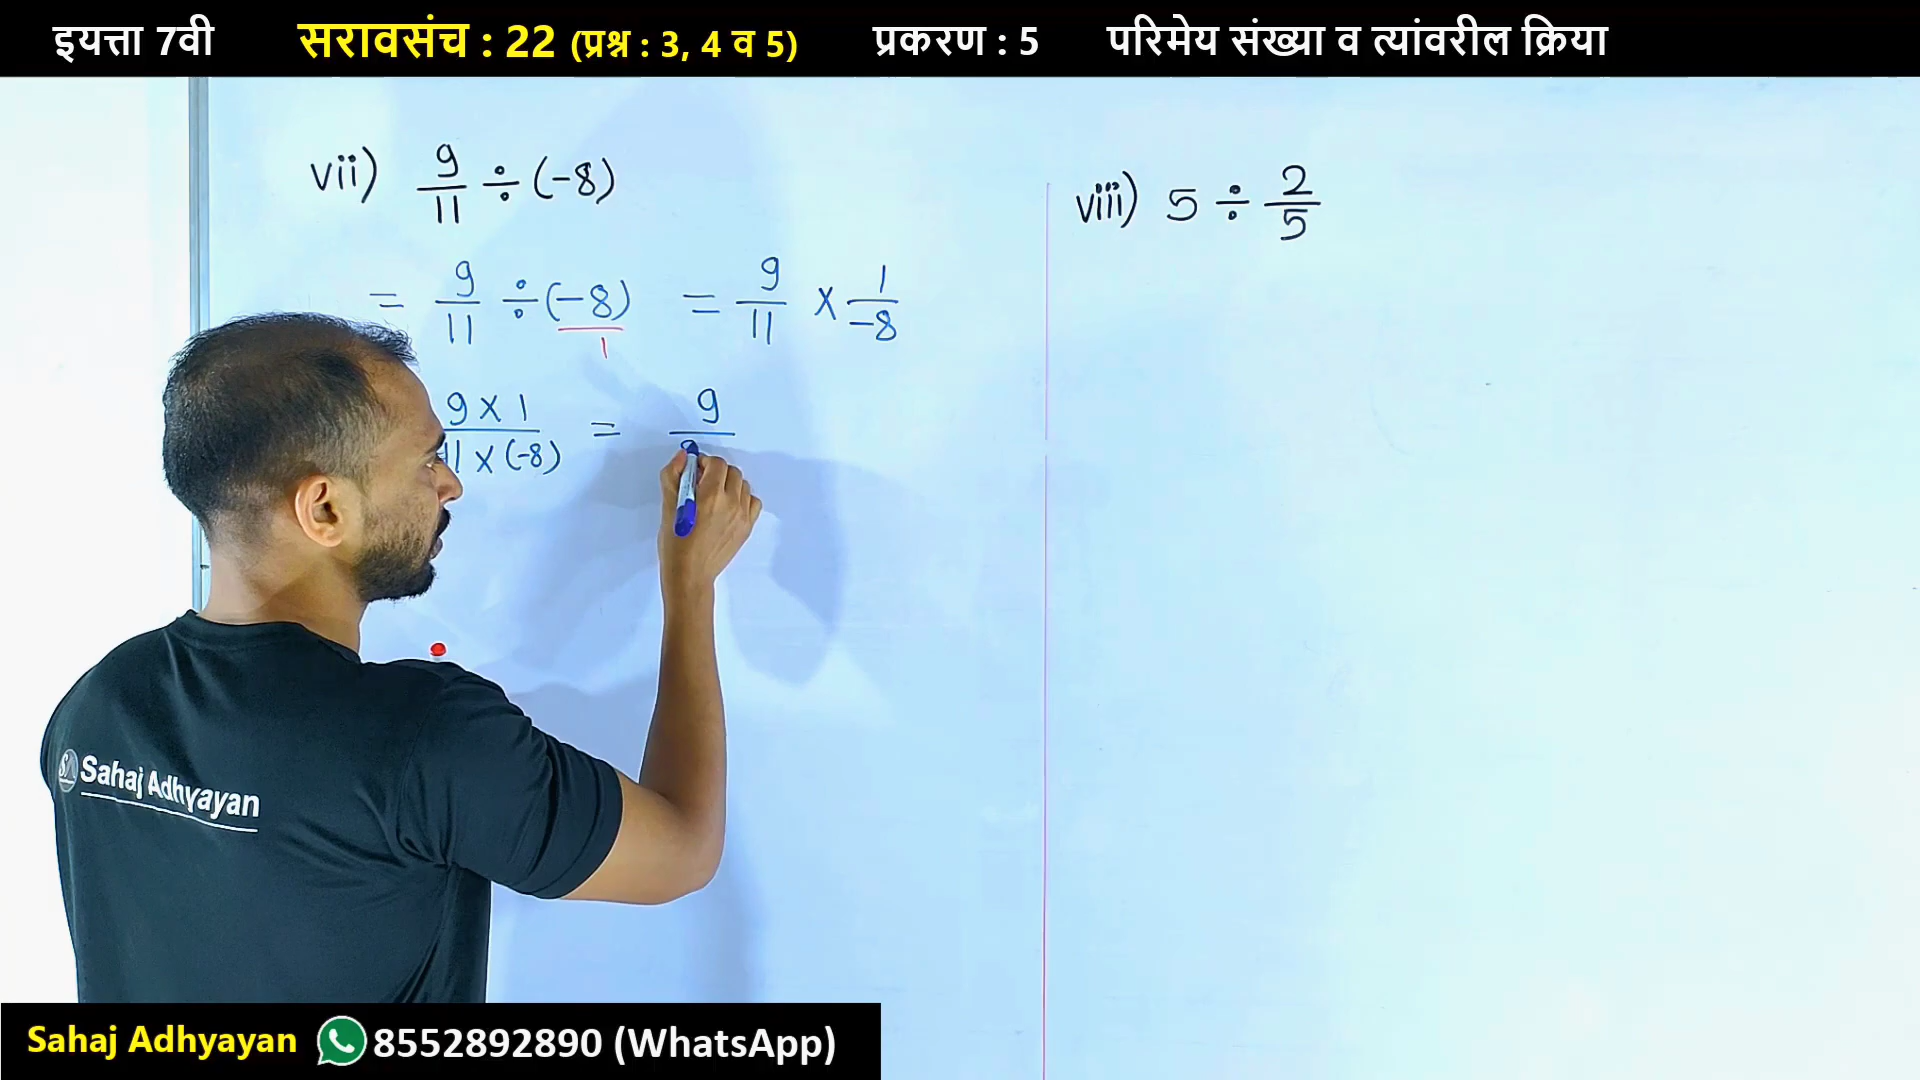 इयत्ता 7वी सरावसंच : 22 (प्रश्न : 3, 4 व 5) प्रकरण : 5 परिमेय संख्या व त्यांवरील क्रिया
vii) 9/11 ÷ (-8)
= 9/11 ÷ (-8)/1 = 9/11 × 1/-8
9 × 1 / 11 × (-8) = 9/8
viii) 5 ÷ 2/5
Sahaj Adhyayan
Sahaj Adhyayan 8552892890 (WhatsApp)